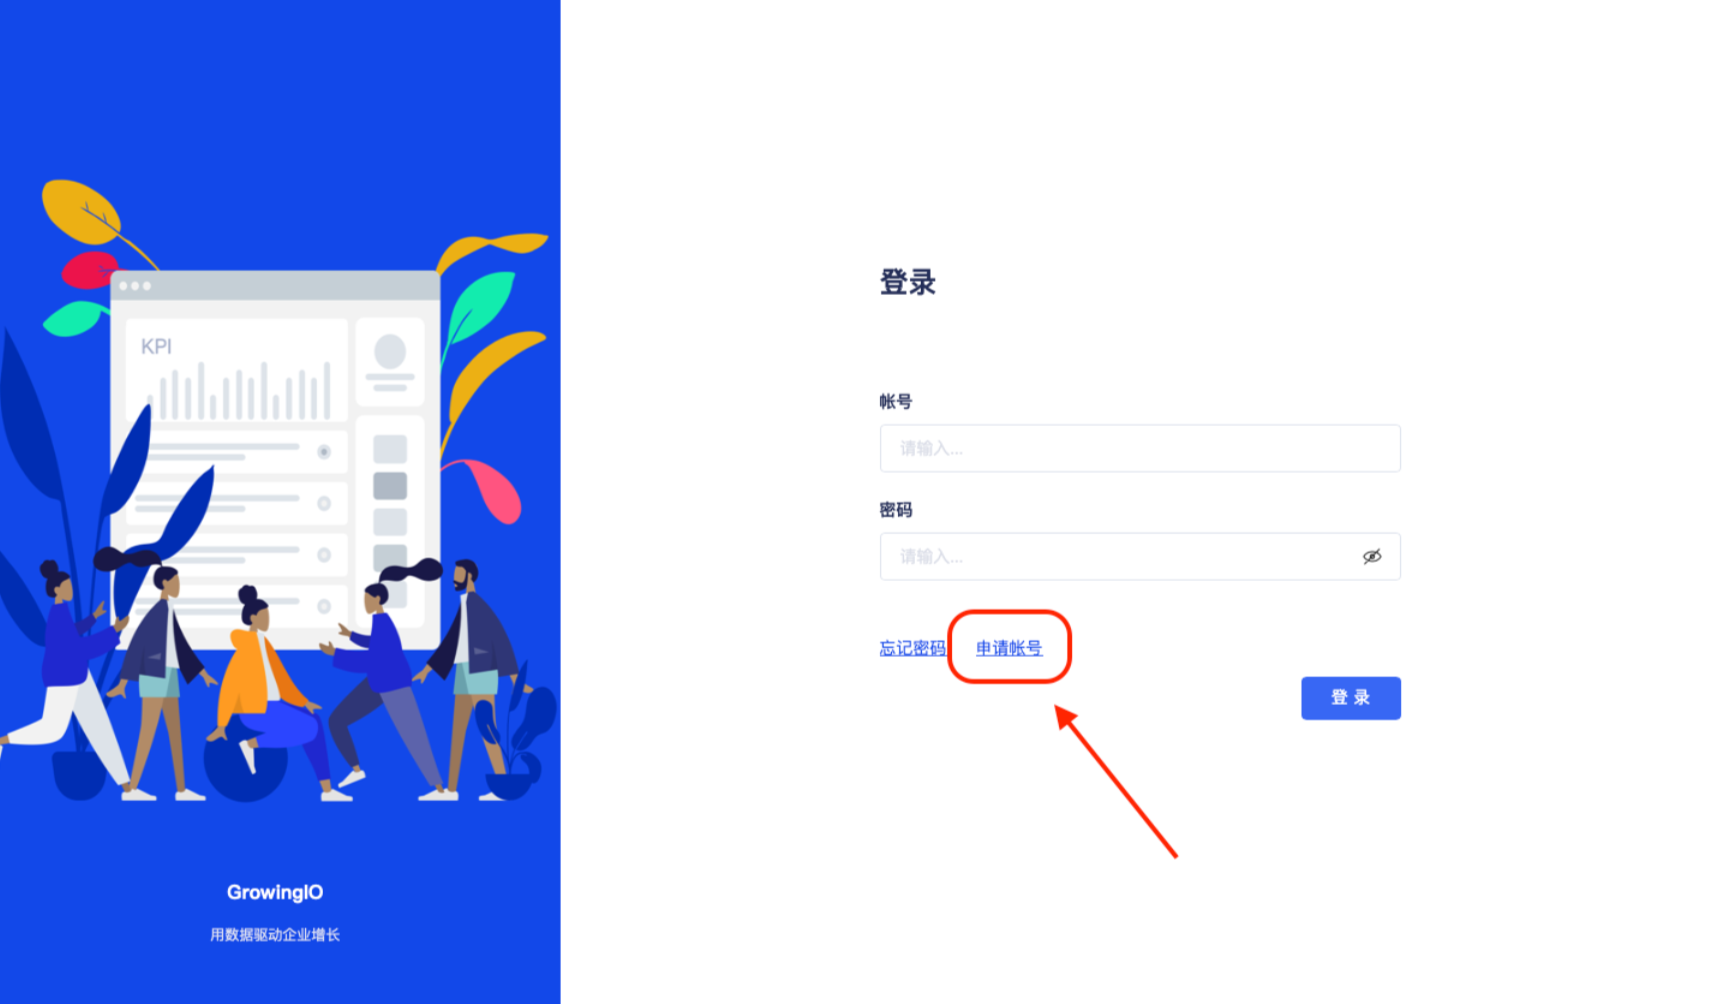 KPI
GrowingIO
用数据驱动企业增长
登录
帐号
请输入...
密码
请输入...
忘记密码 申请帐号
登 录